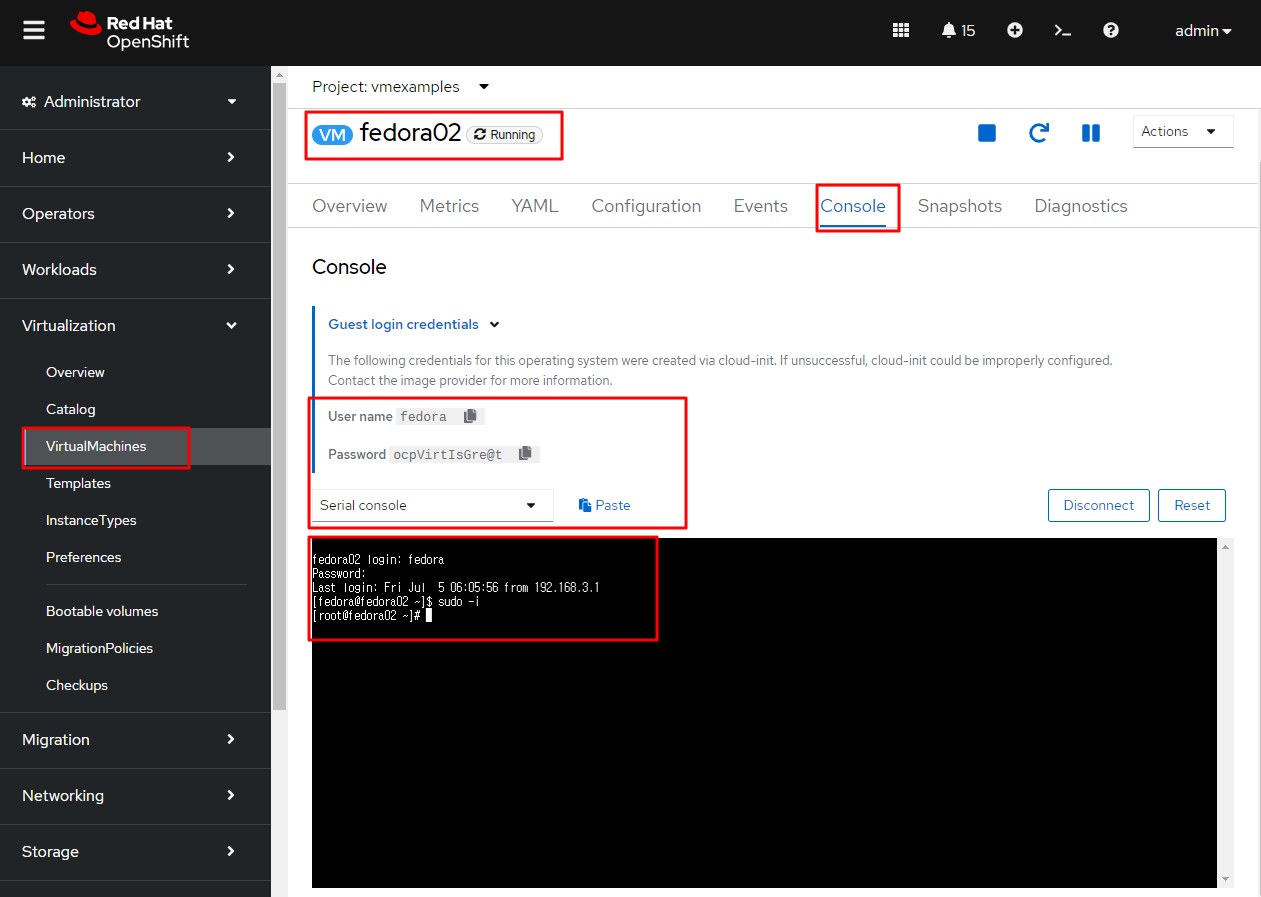 Red Hat
OpenShift
15
admin
Administrator
Home
Operators
Workloads
Virtualization
Overview
Catalog
VirtualMachines
Templates
InstanceTypes
Preferences
Bootable volumes
MigrationPolicies
Checkups
Migration
Networking
Storage
Project: vmexamples
VM fedora02 Running
Actions
Overview Metrics YAML Configuration Events Console Snapshots Diagnostics
Console
Guest login credentials
The following credentials for this operating system were created via cloud-init. If unsuccessful, cloud-init could be improperly configured.
Contact the image provider for more information.
User name fedora
Password ocpVirtIsGre@t
Serial console Paste Disconnect Reset
fedora02 login: fedora
Password:
Last login: Fri Jul  5 06:05:56 from 192.168.3.1
[fedora@fedora02 ~]$ sudo -i
[root@fedora02 ~]#